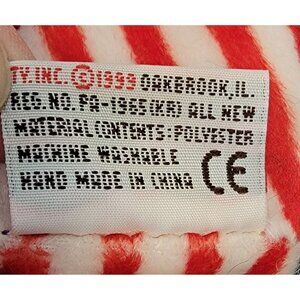 TY. INC. ©1999 OAKBROOK, IL.
REG. NO. PA-1965(KR) ALL NEW
MATERIAL CONTENTS: POLYESTER
MACHINE WASHABLE
HAND MADE IN CHINA
CE